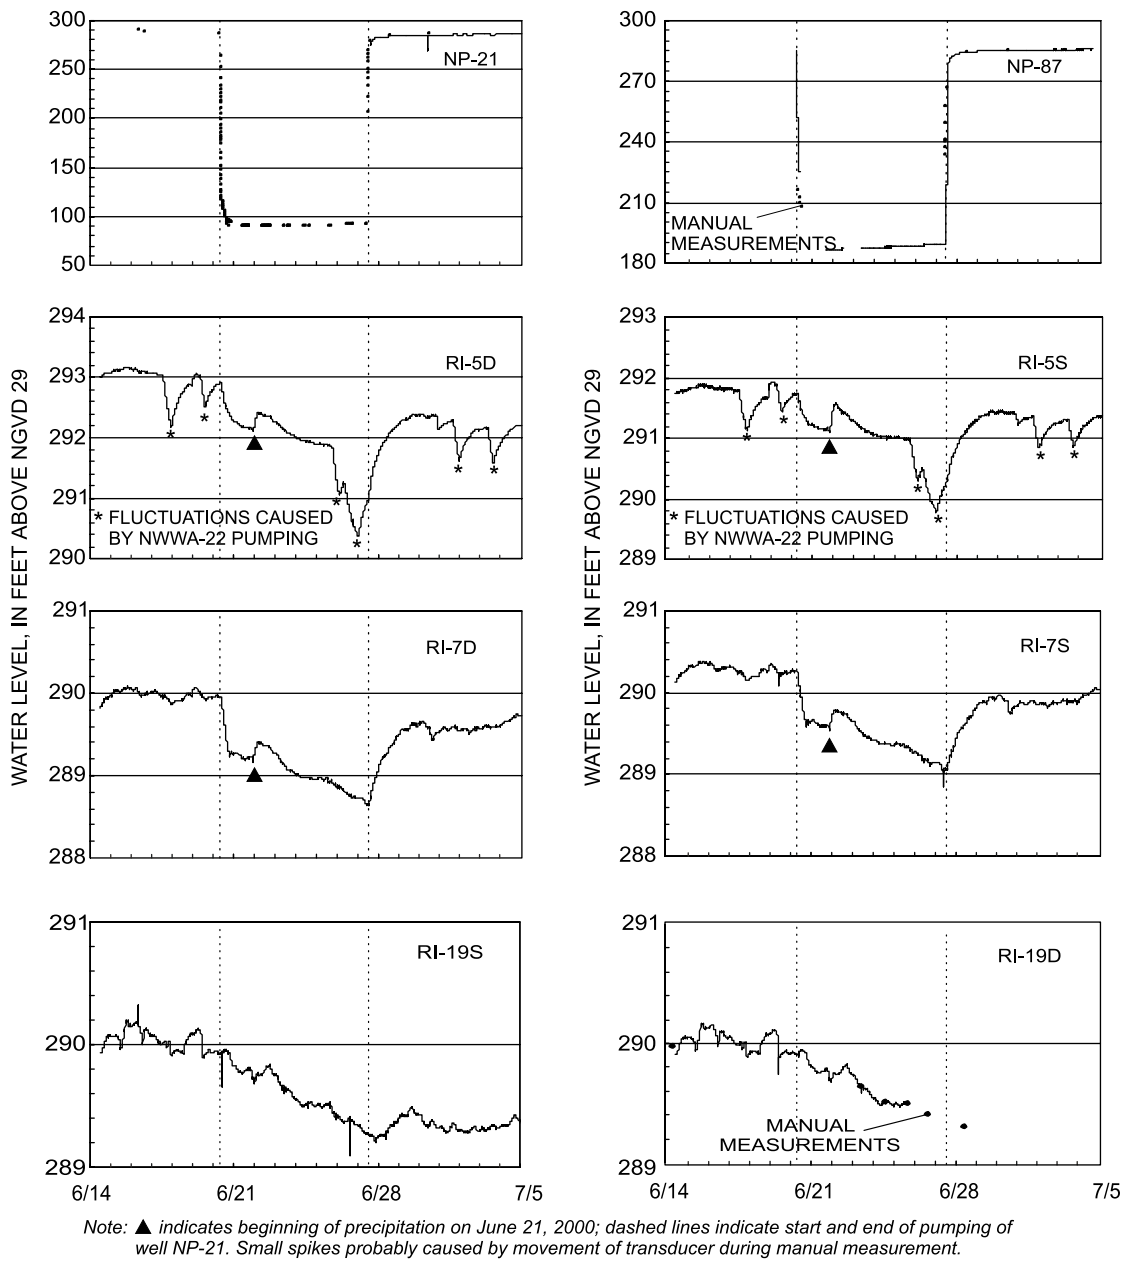 300
250
200
150
100
50
NP-21
300
270
240
210
180
NP-87
MANUAL
MEASUREMENTS
WATER LEVEL, IN FEET ABOVE NGVD 29
294
293
292
291
290
RI-5D
*
*
*
*
*
*
* FLUCTUATIONS CAUSED
BY NWWA-22 PUMPING
WATER LEVEL, IN FEET ABOVE NGVD 29
293
292
291
290
289
RI-5S
*
*
*
*
*
*
* FLUCTUATIONS CAUSED
BY NWWA-22 PUMPING
291
290
289
288
RI-7D
291
290
289
288
RI-7S
291
290
289
RI-19S
6/14
6/21
6/28
7/5
291
290
289
RI-19D
MANUAL
MEASUREMENTS
6/14
6/21
6/28
7/5
Note: ▲ indicates beginning of precipitation on June 21, 2000; dashed lines indicate start and end of pumping of
well NP-21. Small spikes probably caused by movement of transducer during manual measurement.